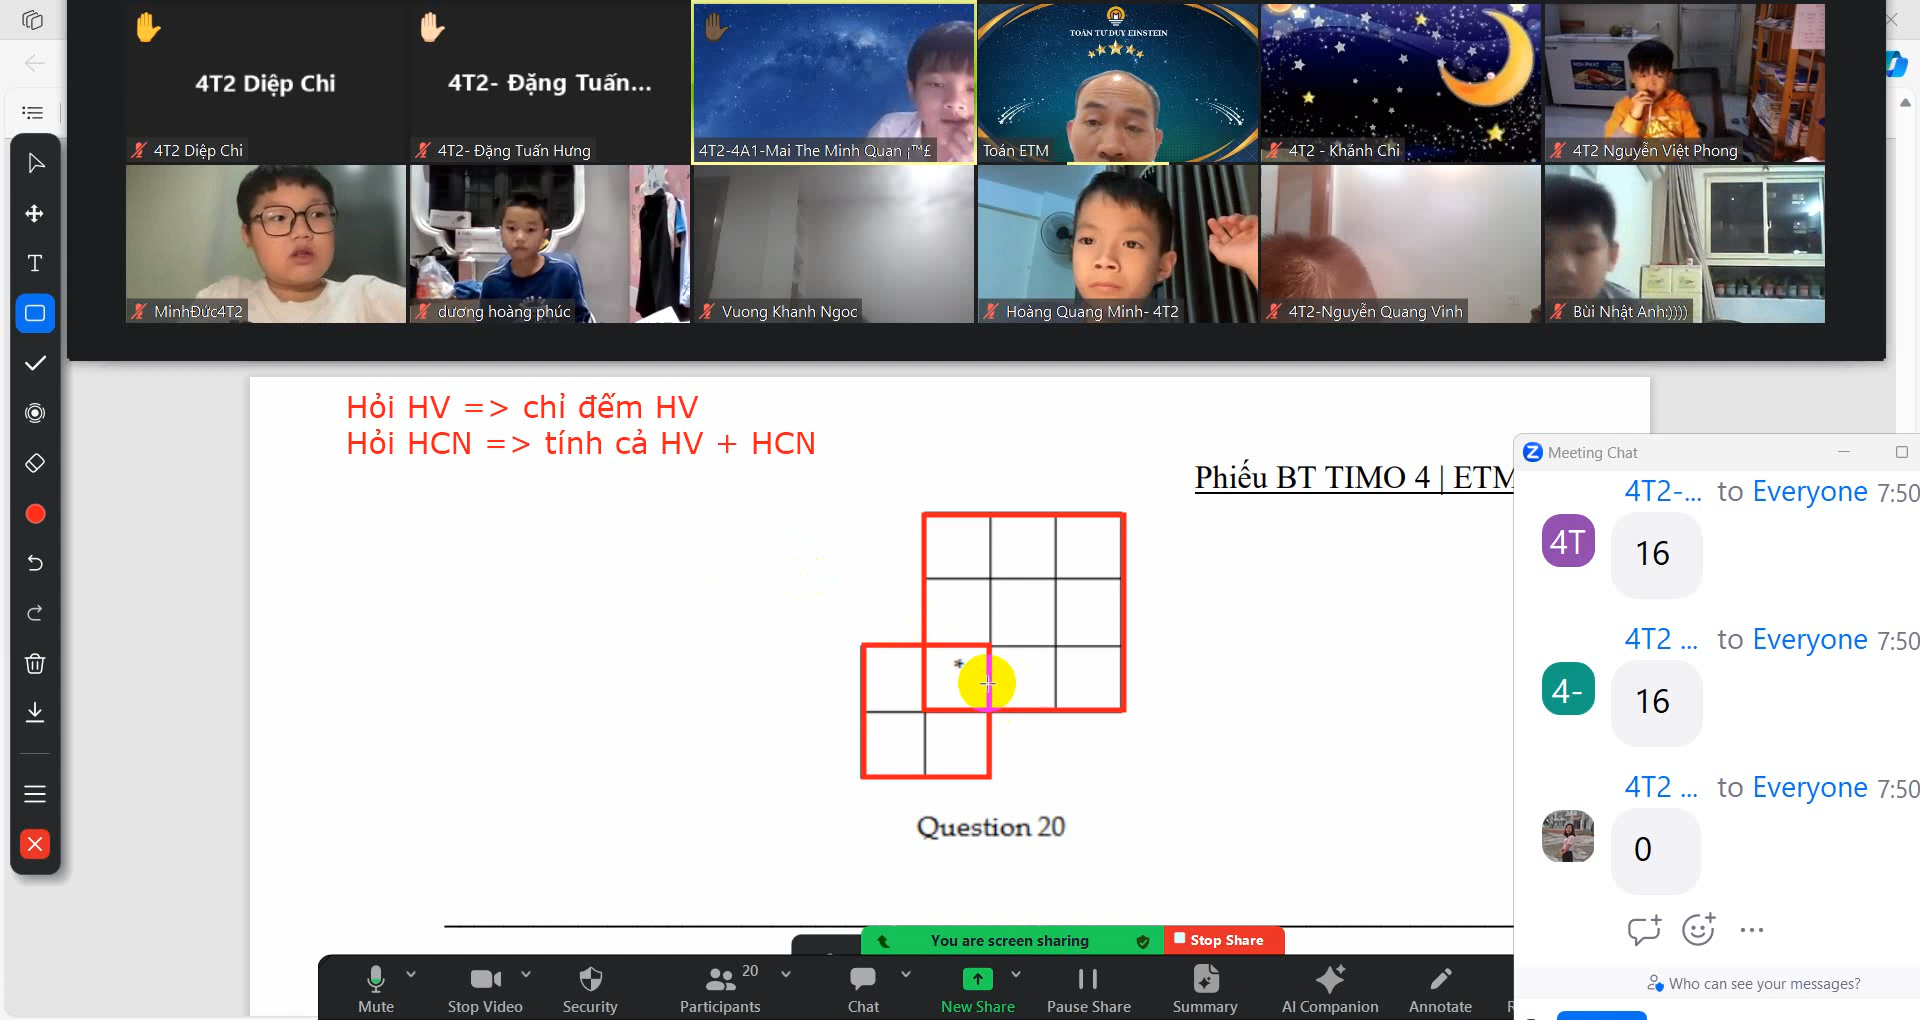 4T2 Diệp Chi
4T2 Diệp Chi
4T2- Đặng Tuấn...
4T2- Đặng Tuấn Hưng
4T2-4A1-Mai The Minh Quan ¡™£
TOÁN TƯ DUY EINSTEIN
Toán ETM
4T2 - Khánh Chi
4T2 Nguyễn Việt Phong
MinhĐức4T2
dương hoàng phúc
Vuong Khanh Ngoc
Hoàng Quang Minh- 4T2
4T2-Nguyễn Quang Vinh
Bùi Nhật Anh:))))
Hỏi HV => chỉ đếm HV
Hỏi HCN => tính cả HV + HCN
Phiếu BT TIMO 4 | ETM
*
Question 20
Meeting Chat
4T2-... to Everyone 7:50
4T
16
4T2 ... to Everyone 7:50
4-
16
4T2 ... to Everyone 7:50
0
Who can see your messages?
You are screen sharing
Stop Share
Mute
Stop Video
Security
Participants
20
Chat
New Share
Pause Share
Summary
AI Companion
Annotate